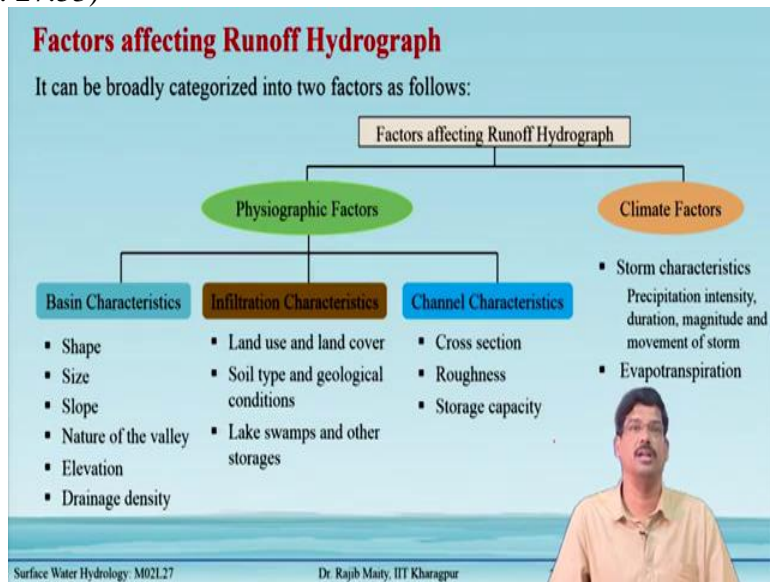 Factors affecting Runoff Hydrograph
It can be broadly categorized into two factors as follows:
Factors affecting Runoff Hydrograph
Physiographic Factors
Climate Factors
Basin Characteristics
▪ Shape
▪ Size
▪ Slope
▪ Nature of the valley
▪ Elevation
▪ Drainage density
Infiltration Characteristics
▪ Land use and land cover
▪ Soil type and geological
conditions
▪ Lake swamps and other
storages
Channel Characteristics
▪ Cross section
▪ Roughness
▪ Storage capacity
▪ Storm characteristics
Precipitation intensity,
duration, magnitude and
movement of storm
▪ Evapotranspiration
Surface Water Hydrology: M02L27
Dr. Rajib Maity, IIT Kharagpur